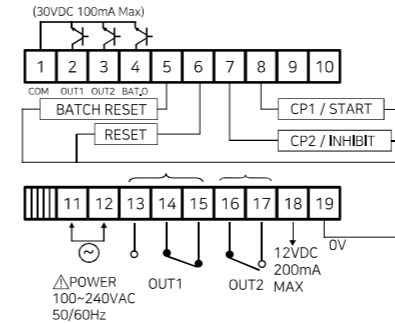 (30VDC 100mA Max)
1 2 3 4 5 6 7 8 9 10
COM OUT1 OUT2 BAT.O
BATCH RESET
CP1 / START
RESET
CP2 / INHIBIT
11 12 13 14 15 16 17 18 19
0V
⚠POWER
100~240VAC
50/60Hz
OUT1
OUT2
12VDC
200mA
MAX